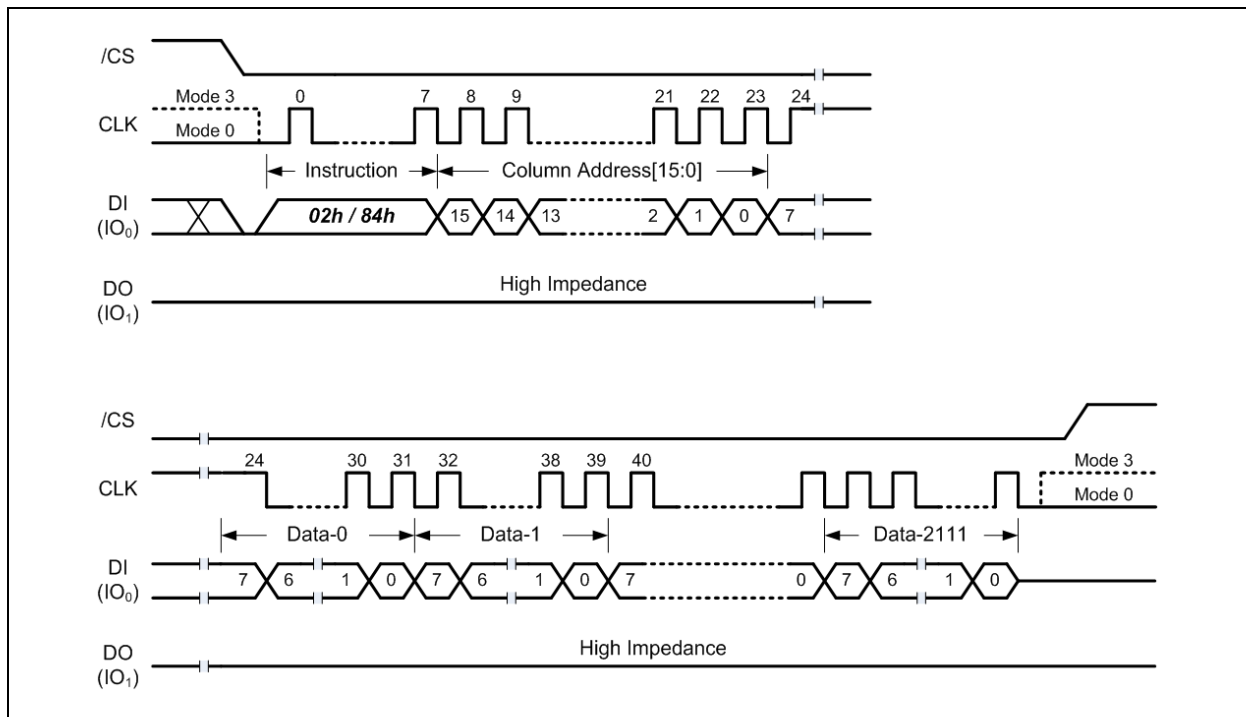 /CS
Mode 3 0 7 8 9 21 22 23 24
CLK
Mode 0
Instruction Column Address[15:0]
DI
(IO₀)
02h / 84h 15 14 13 2 1 0 7
DO
(IO₁)
High Impedance
/CS
24 30 31 32 38 39 40 Mode 3
CLK
Mode 0
Data-0 Data-1 Data-2111
DI
(IO₀)
7 6 1 0 7 6 1 0 7 0 7 6 1 0
DO
(IO₁)
High Impedance